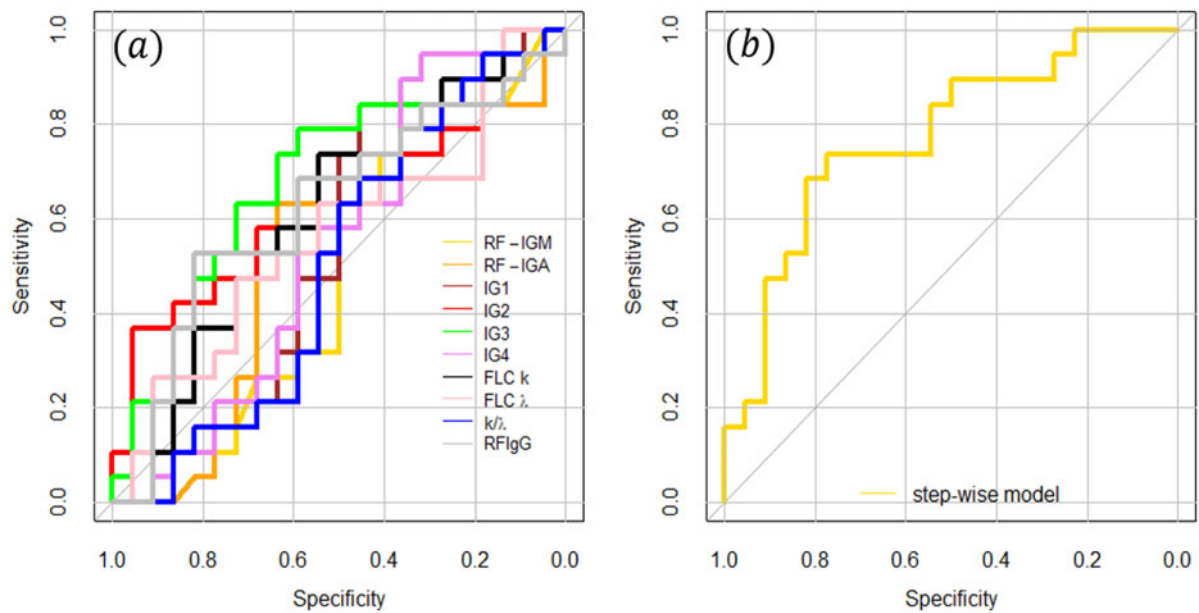 (a)
Sensitivity
1.0
0.8
0.6
0.4
0.2
0.0
RF – IGM
RF – IGA
IG1
IG2
IG3
IG4
FLC k
FLC λ
k/λ
RFIgG
1.0 0.8 0.6 0.4 0.2 0.0
Specificity
(b)
Sensitivity
1.0
0.8
0.6
0.4
0.2
0.0
step-wise model
1.0 0.8 0.6 0.4 0.2 0.0
Specificity